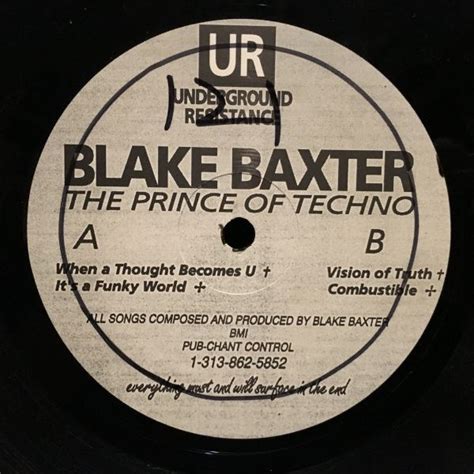 UR
UNDERGROUND
RESISTANCE
BLAKE BAXTER
THE PRINCE OF TECHNO
A
When a Thought Becomes U †
It's a Funky World ✢
B
Vision of Truth †
Combustible ✢
ALL SONGS COMPOSED AND PRODUCED BY BLAKE BAXTER
BMI
PUB-CHANT CONTROL
1-313-862-5852
everything must and will surface in the end